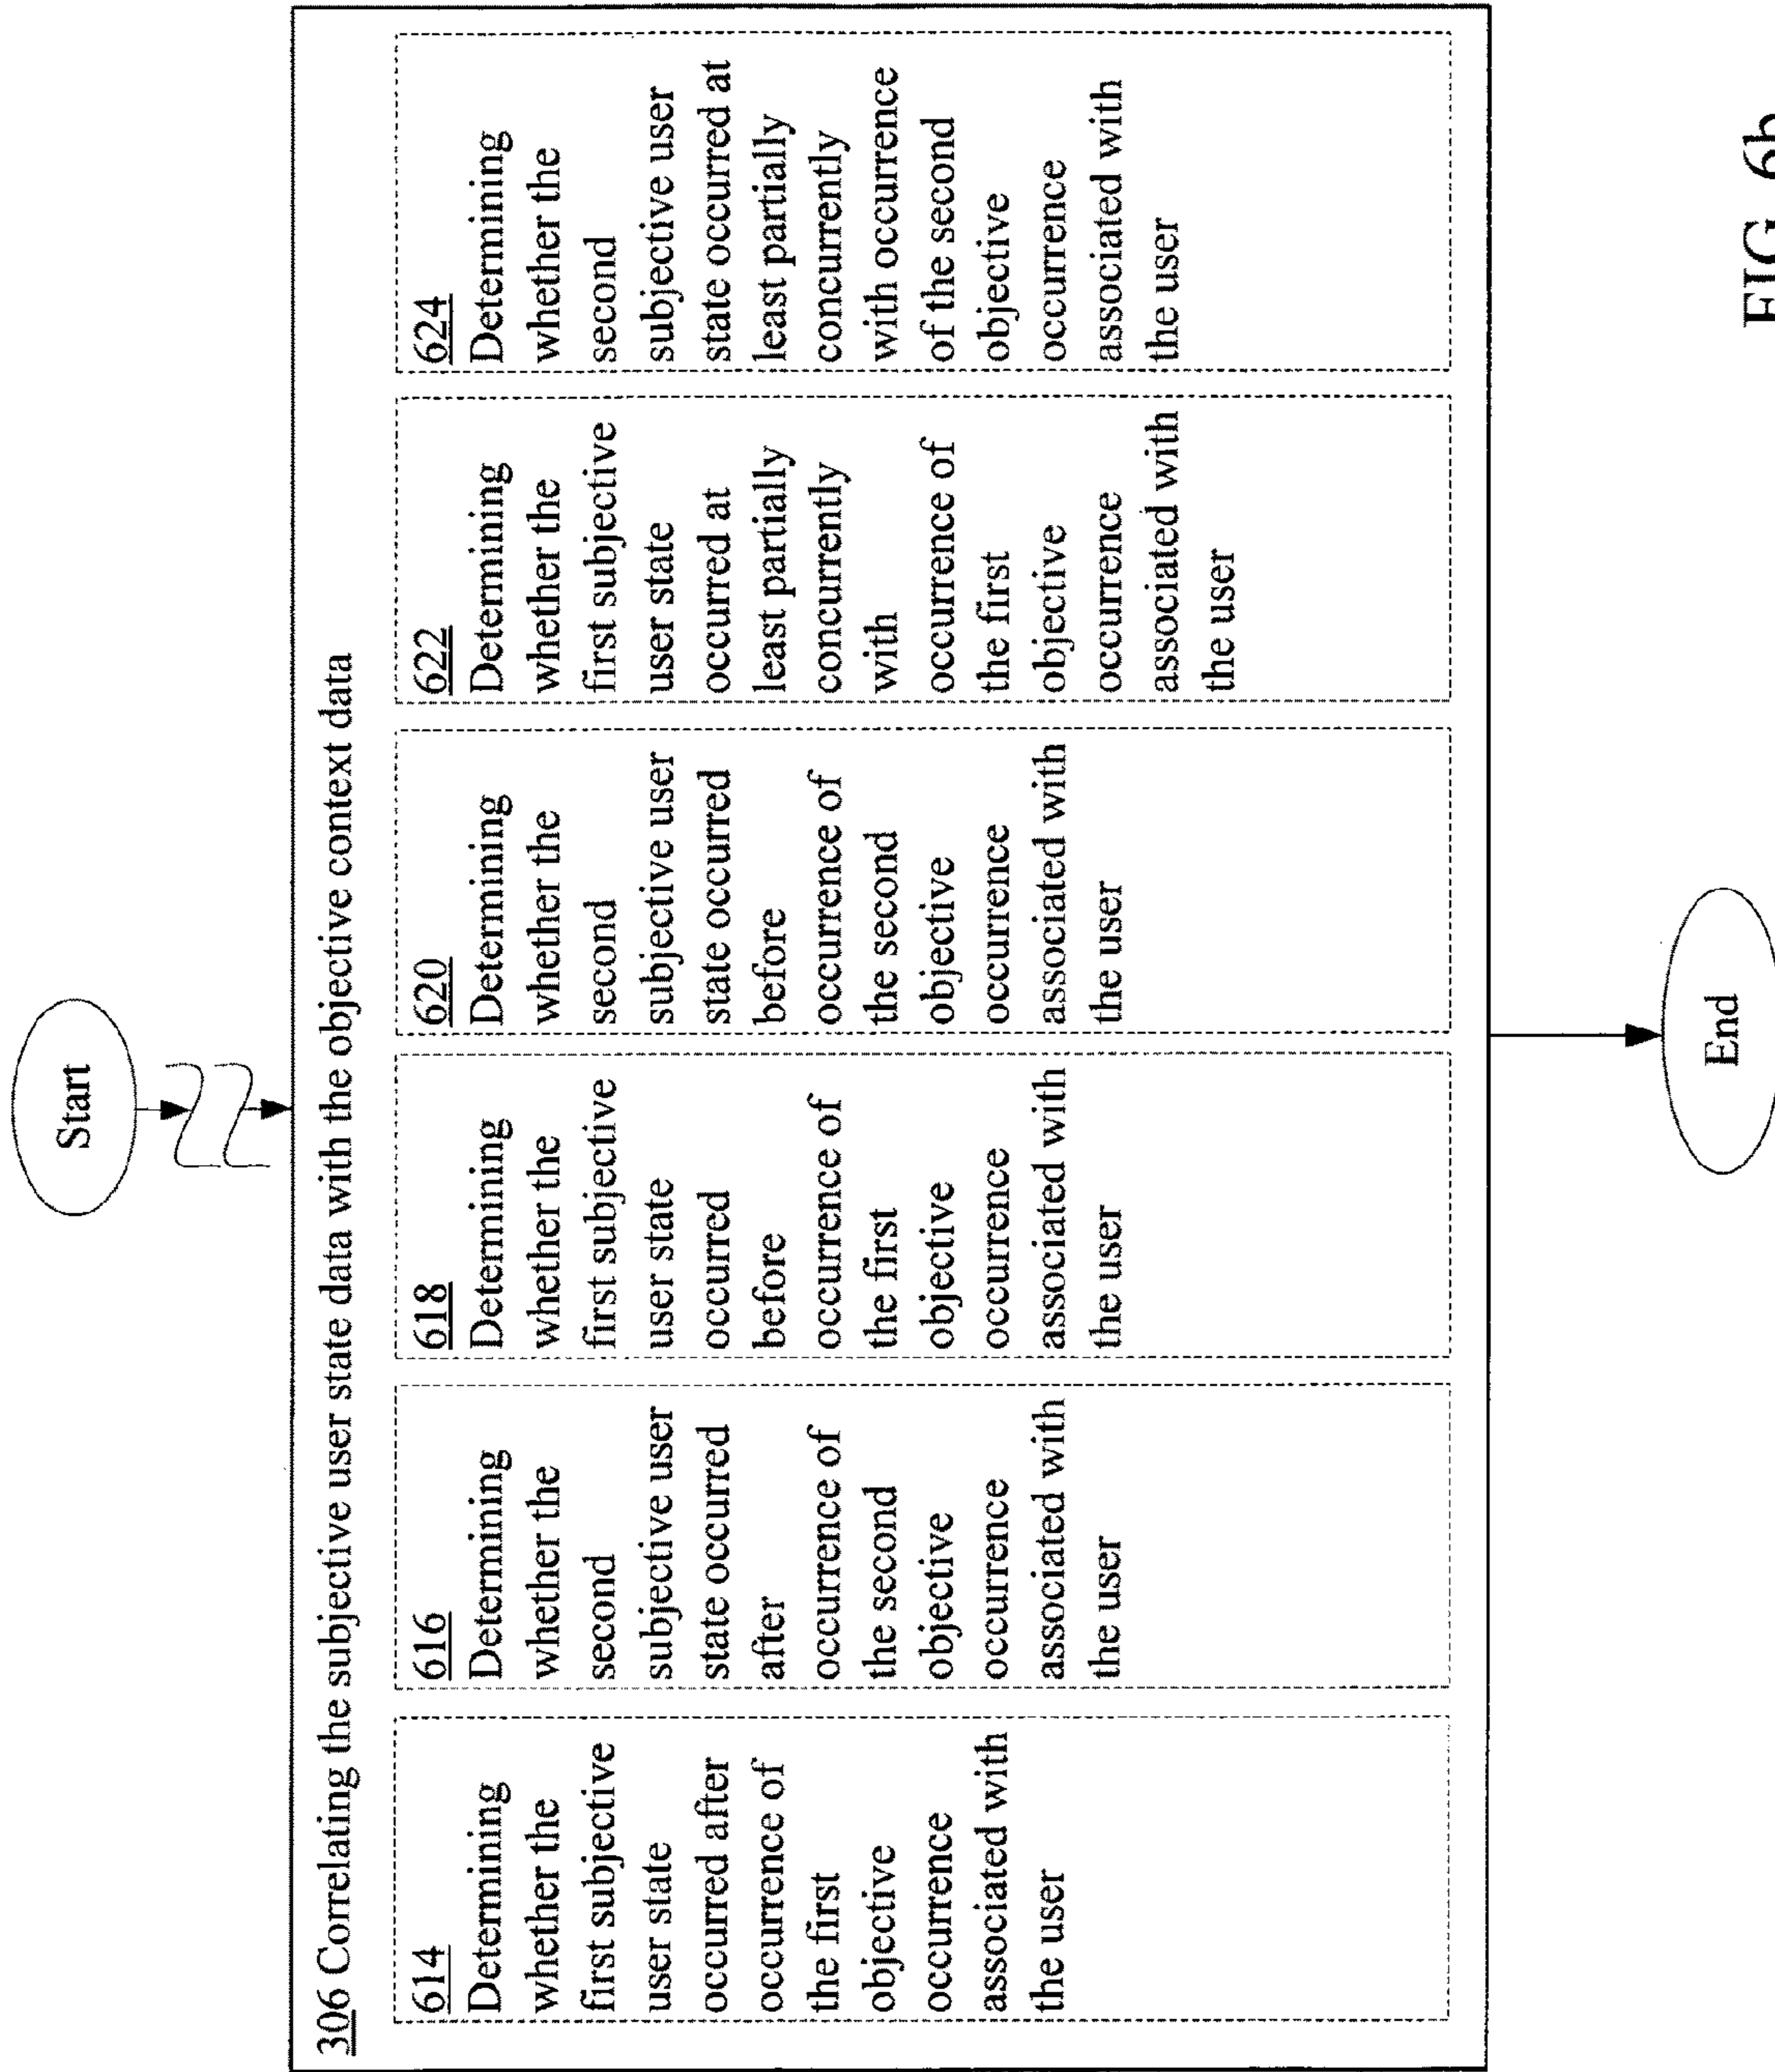 Start
306 Correlating the subjective user state data with the objective context data
614
Determining
whether the
first subjective
user state
occurred after
occurrence of
the first
objective
occurrence
associated with
the user
616
Determining
whether the
second
subjective user
state occurred
after
occurrence of
the second
objective
occurrence
associated with
the user
618
Determining
whether the
first subjective
user state
occurred
before
occurrence of
the first
objective
occurrence
associated with
the user
620
Determining
whether the
second
subjective user
state occurred
before
occurrence of
the second
objective
occurrence
associated with
the user
622
Determining
whether the
first subjective
user state
occurred at
least partially
concurrently
with
occurrence of
the first
objective
occurrence
associated with
the user
624
Determining
whether the
second
subjective user
state occurred at
least partially
concurrently
with occurrence
of the second
objective
occurrence
associated with
the user
End
FIG. 6b